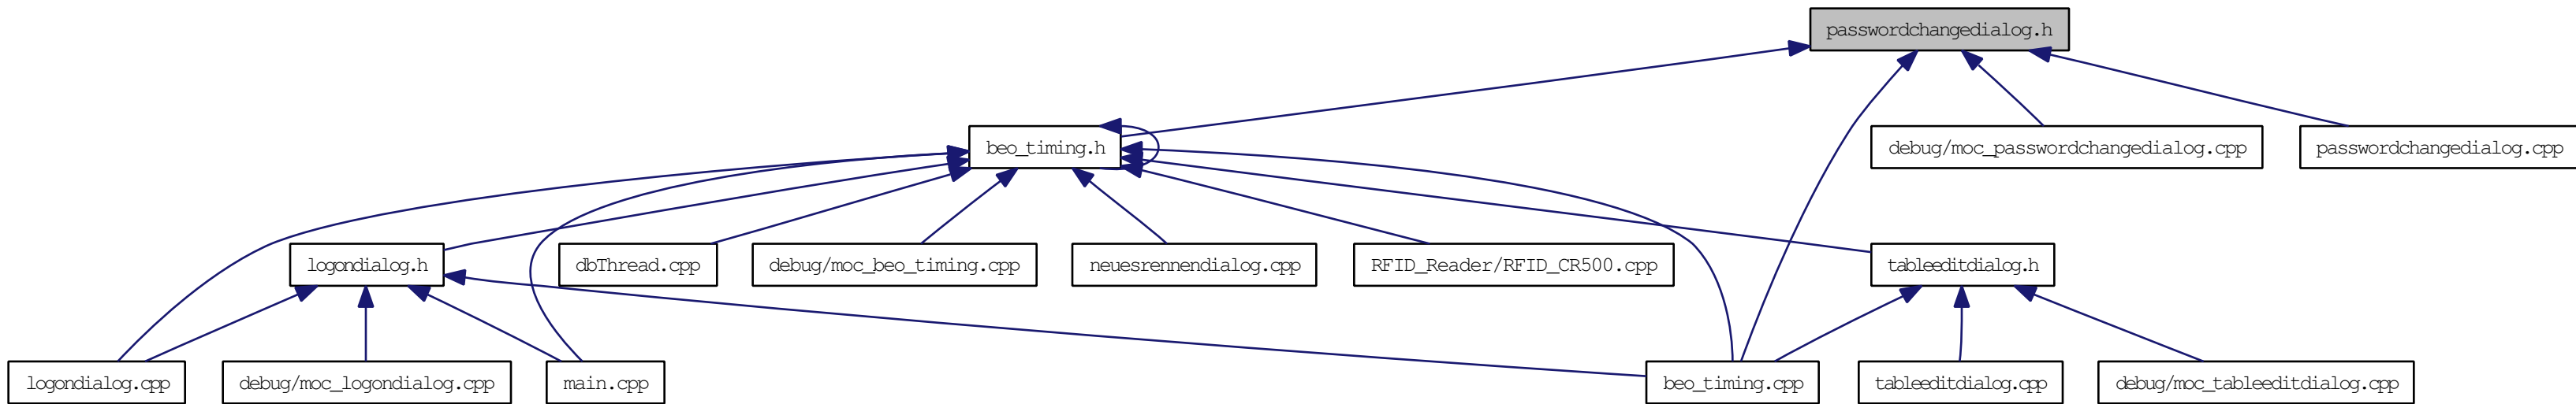 passwordchangedialog.h
beo_timing.h
debug/moc_passwordchangedialog.cpp
passwordchangedialog.cpp
logondialog.h
dbThread.cpp
debug/moc_beo_timing.cpp
neuesrennendialog.cpp
RFID_Reader/RFID_CR500.cpp
tableeditdialog.h
logondialog.cpp
debug/moc_logondialog.cpp
main.cpp
beo_timing.cpp
tableeditdialog.cpp
debug/moc_tableeditdialog.cpp